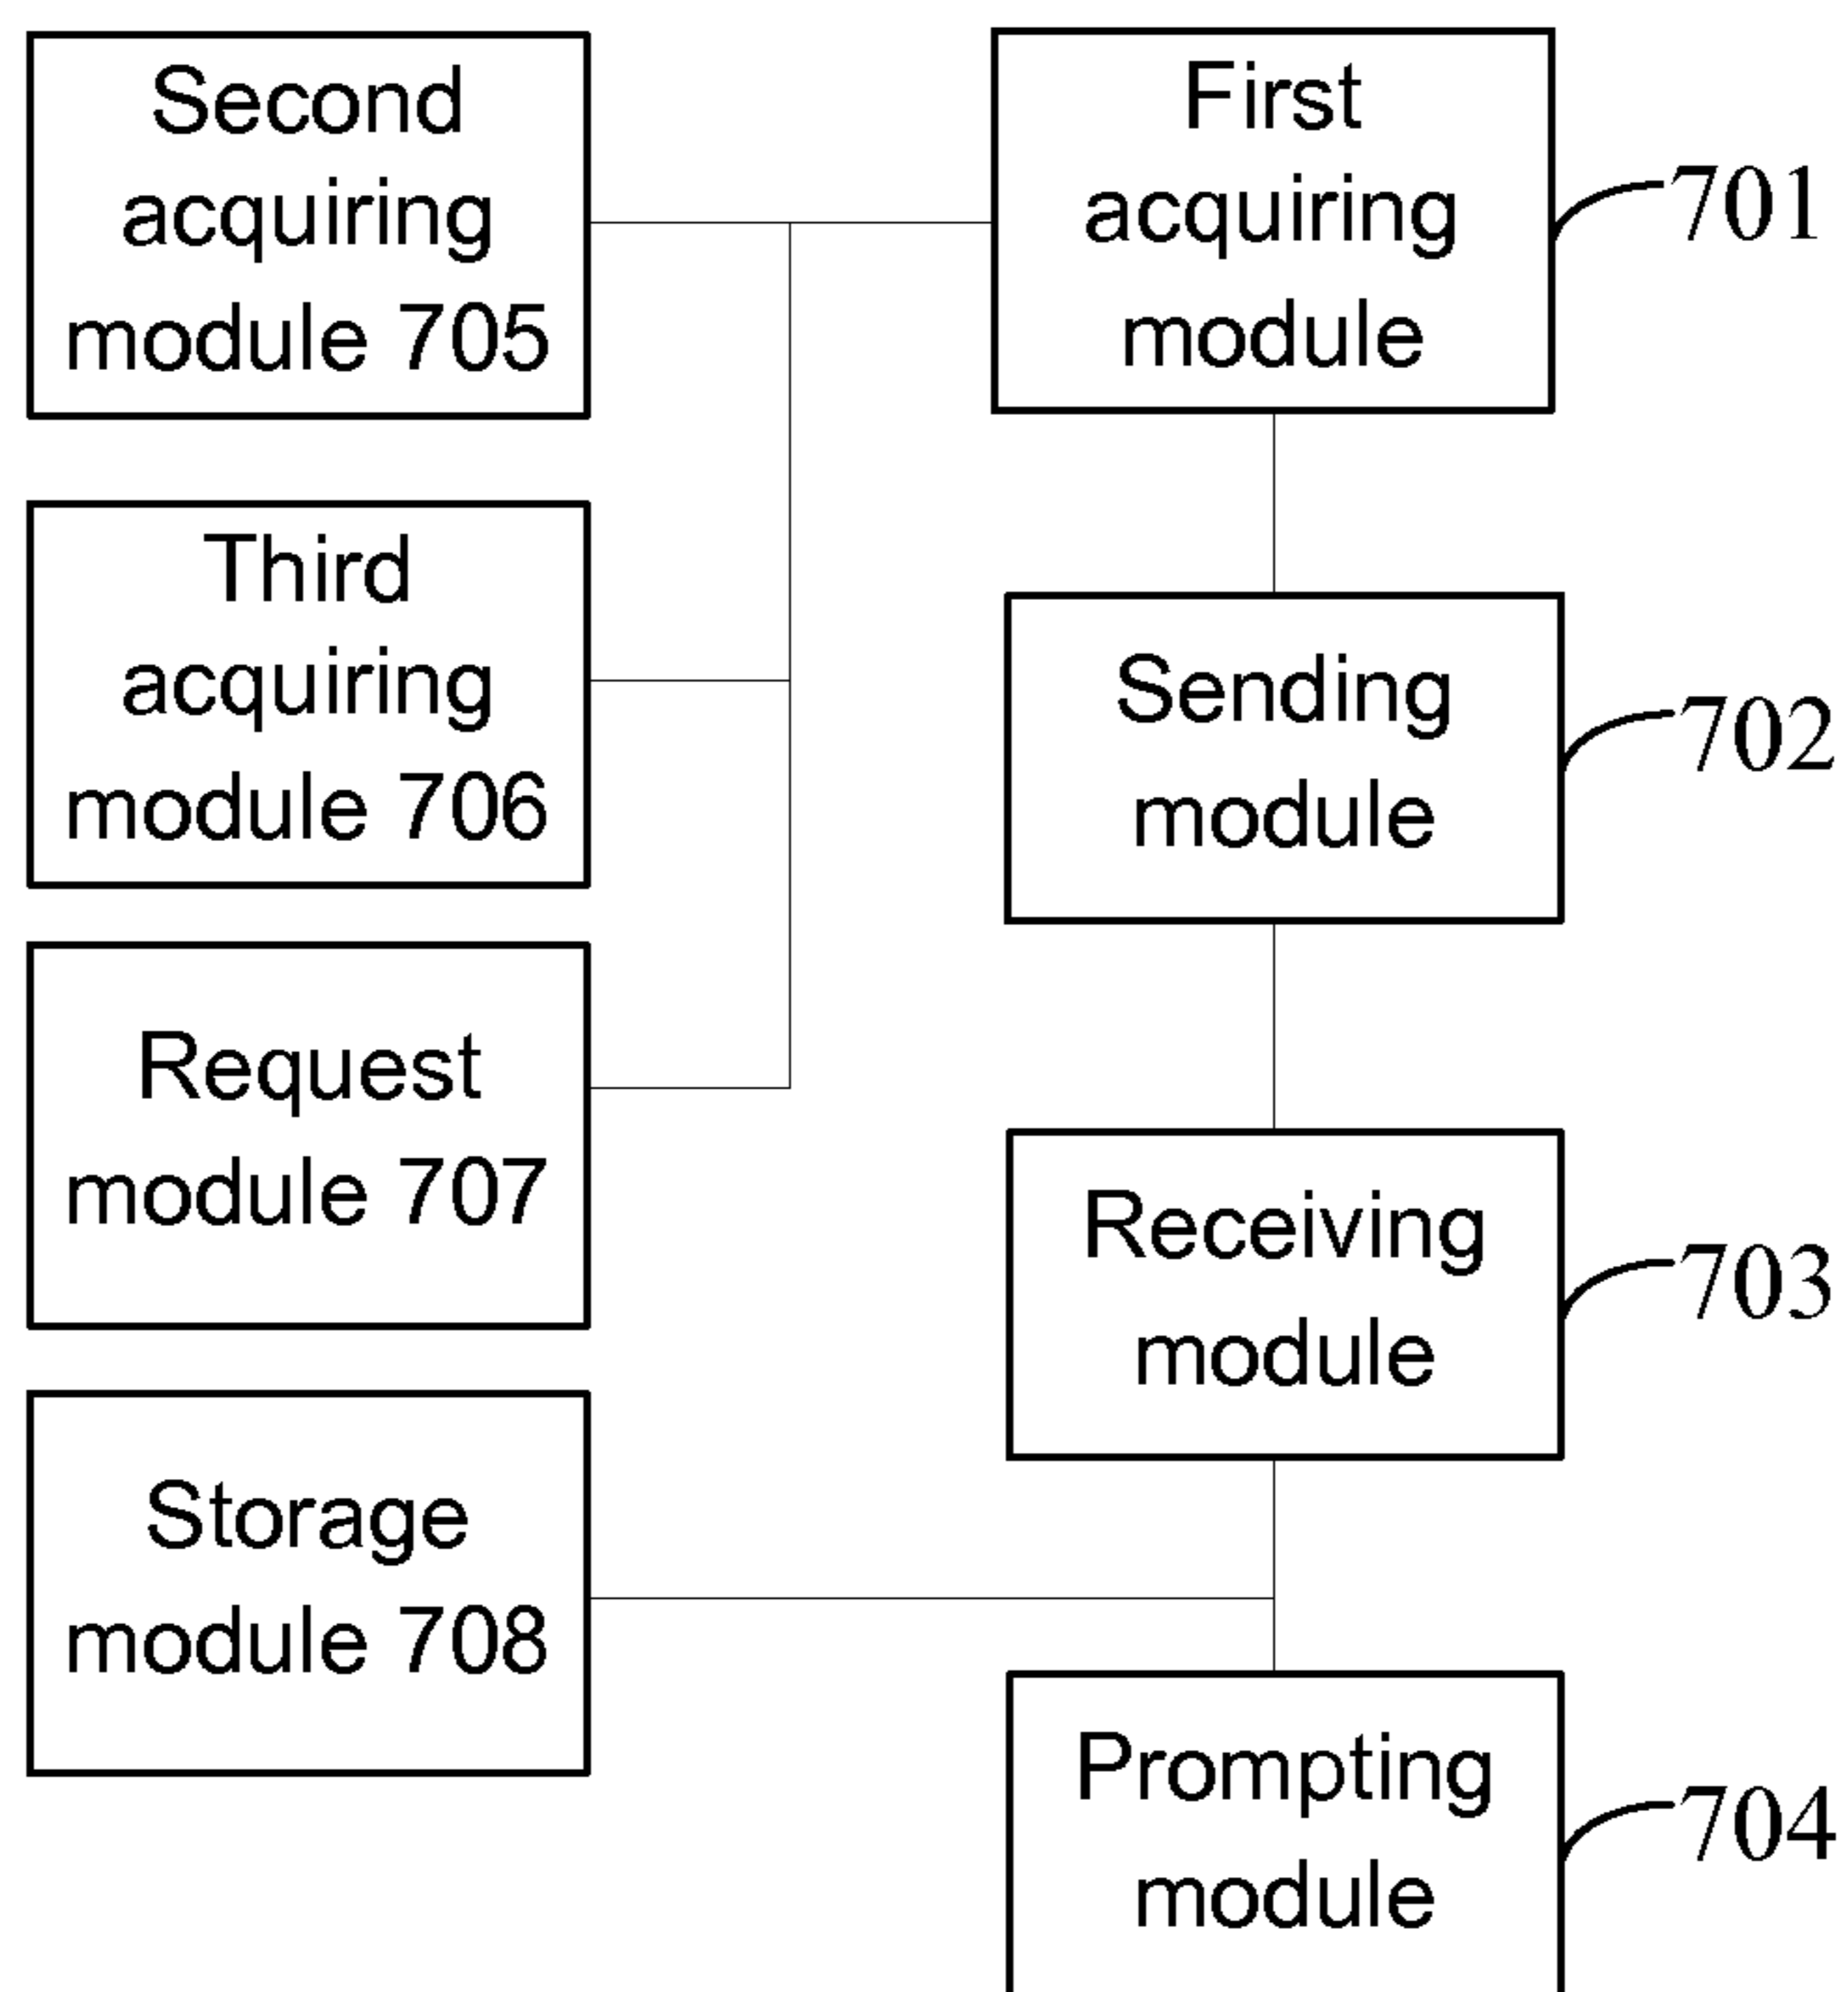 Second
acquiring
module 705
First
acquiring
module
701
Third
acquiring
module 706
Sending
module
702
Request
module 707
Receiving
module
703
Storage
module 708
Prompting
module
704